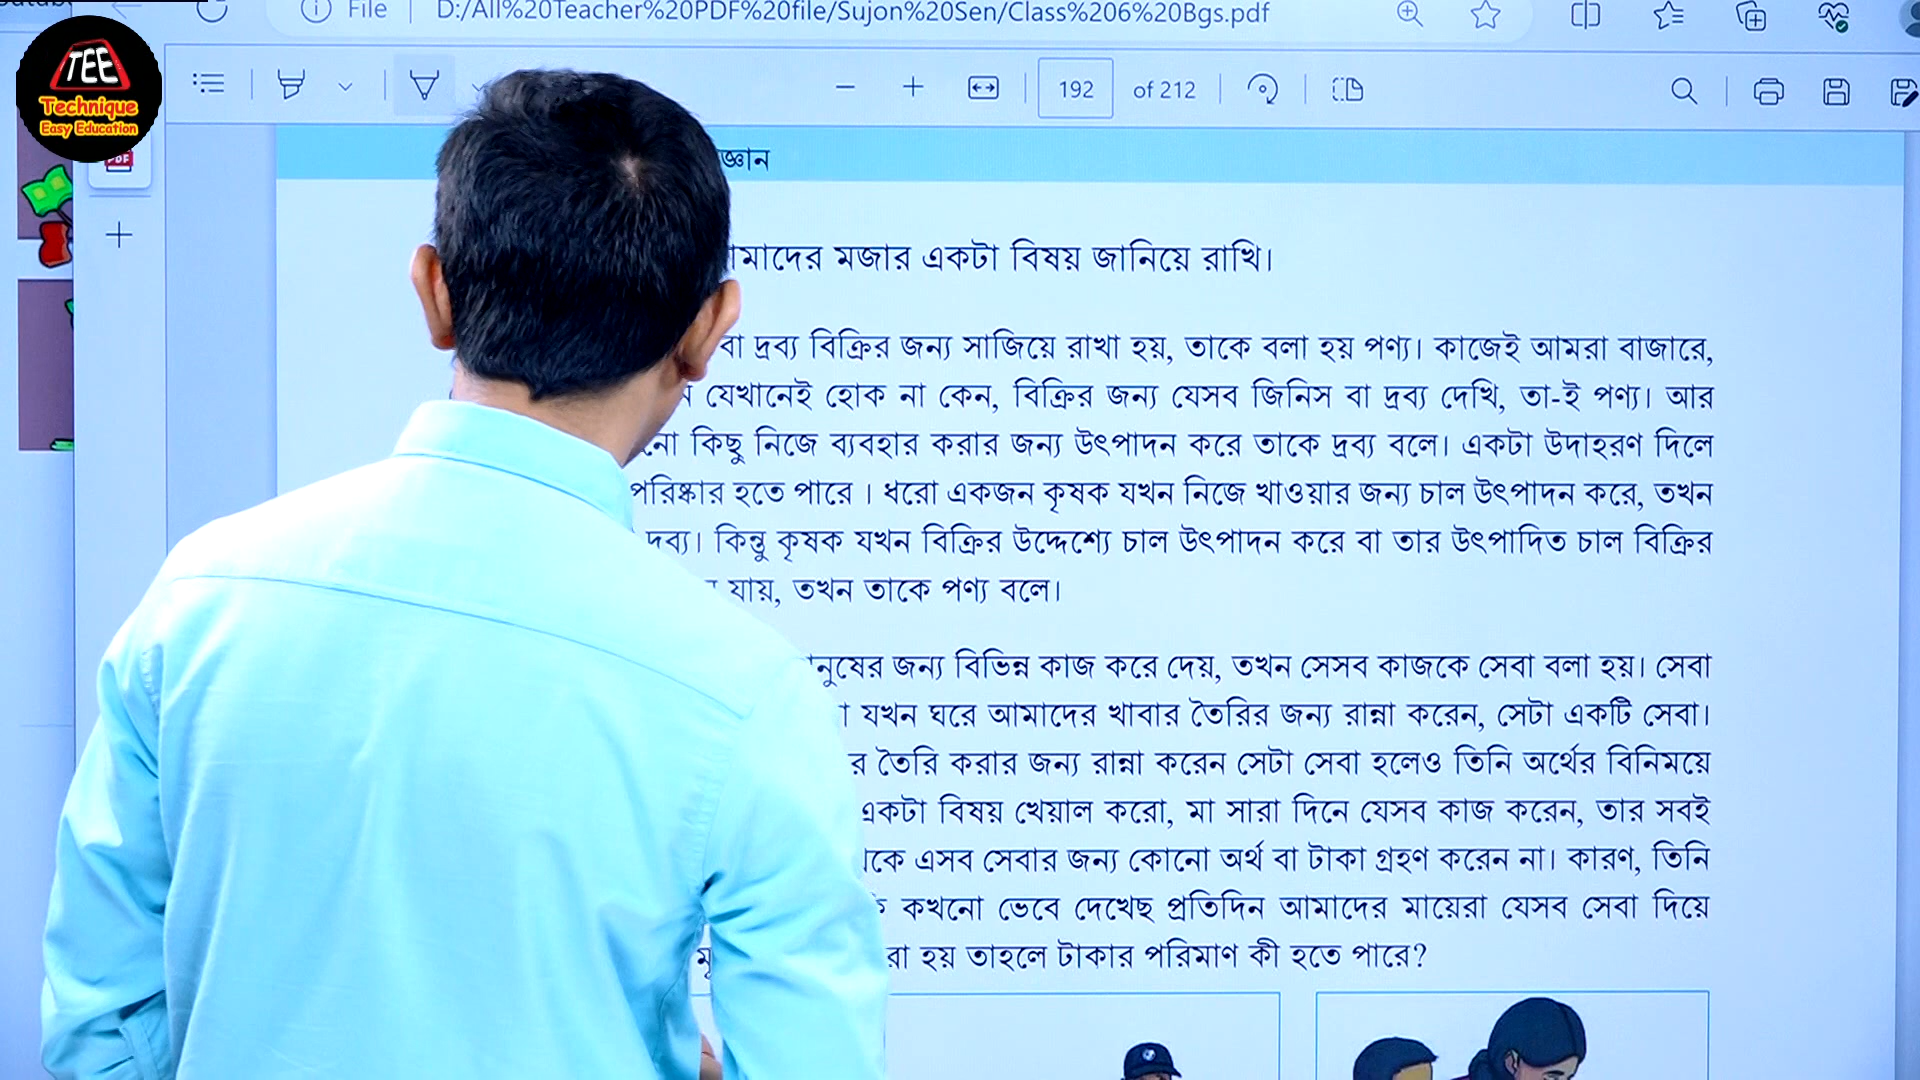 File D:/All%20Teacher%20PDF%20file/Sujon%20Sen/Class%206%20Bgs.pdf
TEE
Technique
Easy Education
192 of 212
PDF
মজার একটা বিষয় জানিয়ে রাখি।
বা দ্রব্য বিক্রির জন্য সাজিয়ে রাখা হয়, তাকে বলা হয় পণ্য। কাজেই আমরা বাজারে,
যেখানেই হোক না কেন, বিক্রির জন্য যেসব জিনিস বা দ্রব্য দেখি, তা-ই পণ্য। আর
কিছু নিজে ব্যবহার করার জন্য উৎপাদন করে তাকে দ্রব্য বলে। একটা উদাহরণ দিলে
পরিষ্কার হতে পারে । ধরো একজন কৃষক যখন নিজে খাওয়ার জন্য চাল উৎপাদন করে, তখন
দ্রব্য। কিন্তু কৃষক যখন বিক্রির উদ্দেশ্যে চাল উৎপাদন করে বা তার উৎপাদিত চাল বিক্রির
যায়, তখন তাকে পণ্য বলে।
জন্য বিভিন্ন কাজ করে দেয়, তখন সেসব কাজকে সেবা বলা হয়। সেবা
যখন ঘরে আমাদের খাবার তৈরির জন্য রান্না করেন, সেটা একটি সেবা।
তৈরি করার জন্য রান্না করেন সেটা সেবা হলেও তিনি অর্থের বিনিময়ে
একটা বিষয় খেয়াল করো, মা সারা দিনে যেসব কাজ করেন, তার সবই
এসব সেবার জন্য কোনো অর্থ বা টাকা গ্রহণ করেন না। কারণ, তিনি
কখনো ভেবে দেখেছ প্রতিদিন আমাদের মায়েরা যেসব সেবা দিয়ে
হয় তাহলে টাকার পরিমাণ কী হতে পারে?